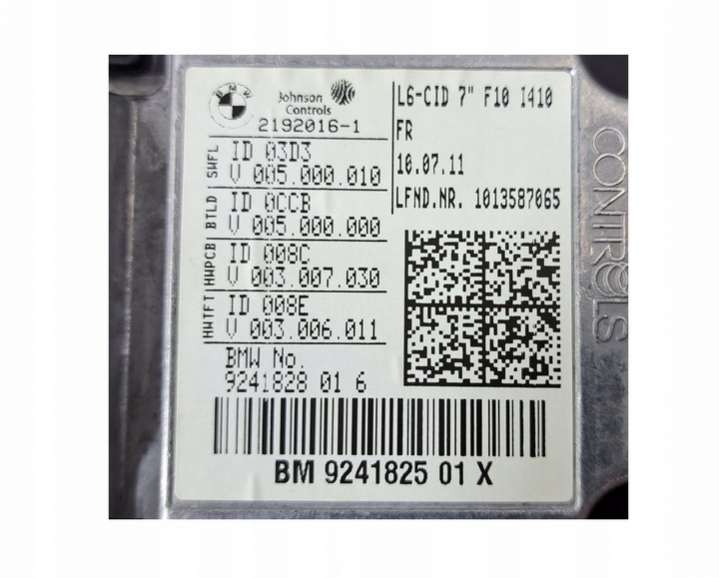 BMW
Johnson
Controls
2192016-1
SWFL
ID 03D3
V 005.000.010
BTLD
ID 0CCB
V 005.000.000
HWPCB
ID 008C
V 003.007.030
HWTFT
ID 008E
V 003.006.011
BMW No.
9241828 01 6
L6-CID 7" F10 I410
FR
10.07.11
LFND.NR. 1013587065
BM 9241825 01 X
CONTROLS